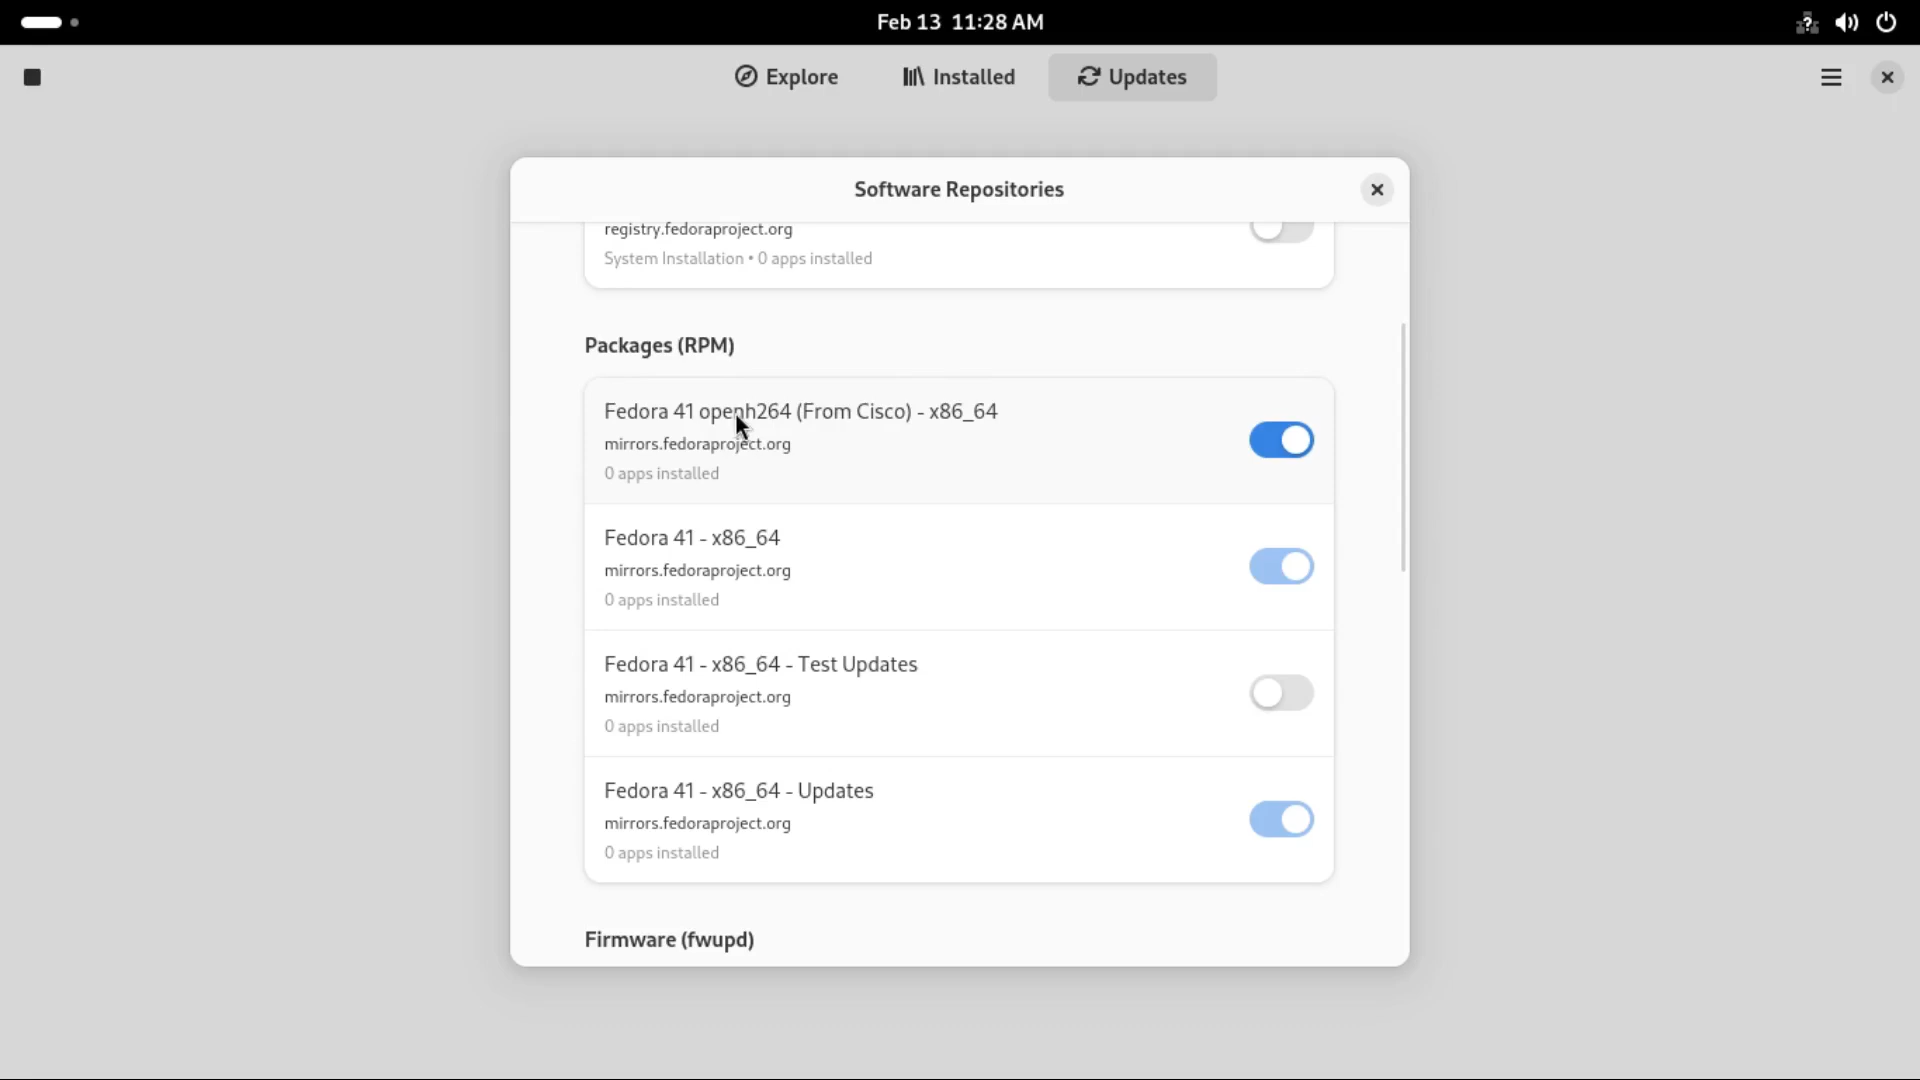 Feb 13 11:28 AM
Explore
Installed
Updates
Software Repositories
registry.fedoraproject.org
System Installation • 0 apps installed
Packages (RPM)
Fedora 41 openh264 (From Cisco) - x86_64
mirrors.fedoraproject.org
0 apps installed
Fedora 41 - x86_64
mirrors.fedoraproject.org
0 apps installed
Fedora 41 - x86_64 - Test Updates
mirrors.fedoraproject.org
0 apps installed
Fedora 41 - x86_64 - Updates
mirrors.fedoraproject.org
0 apps installed
Firmware (fwupd)